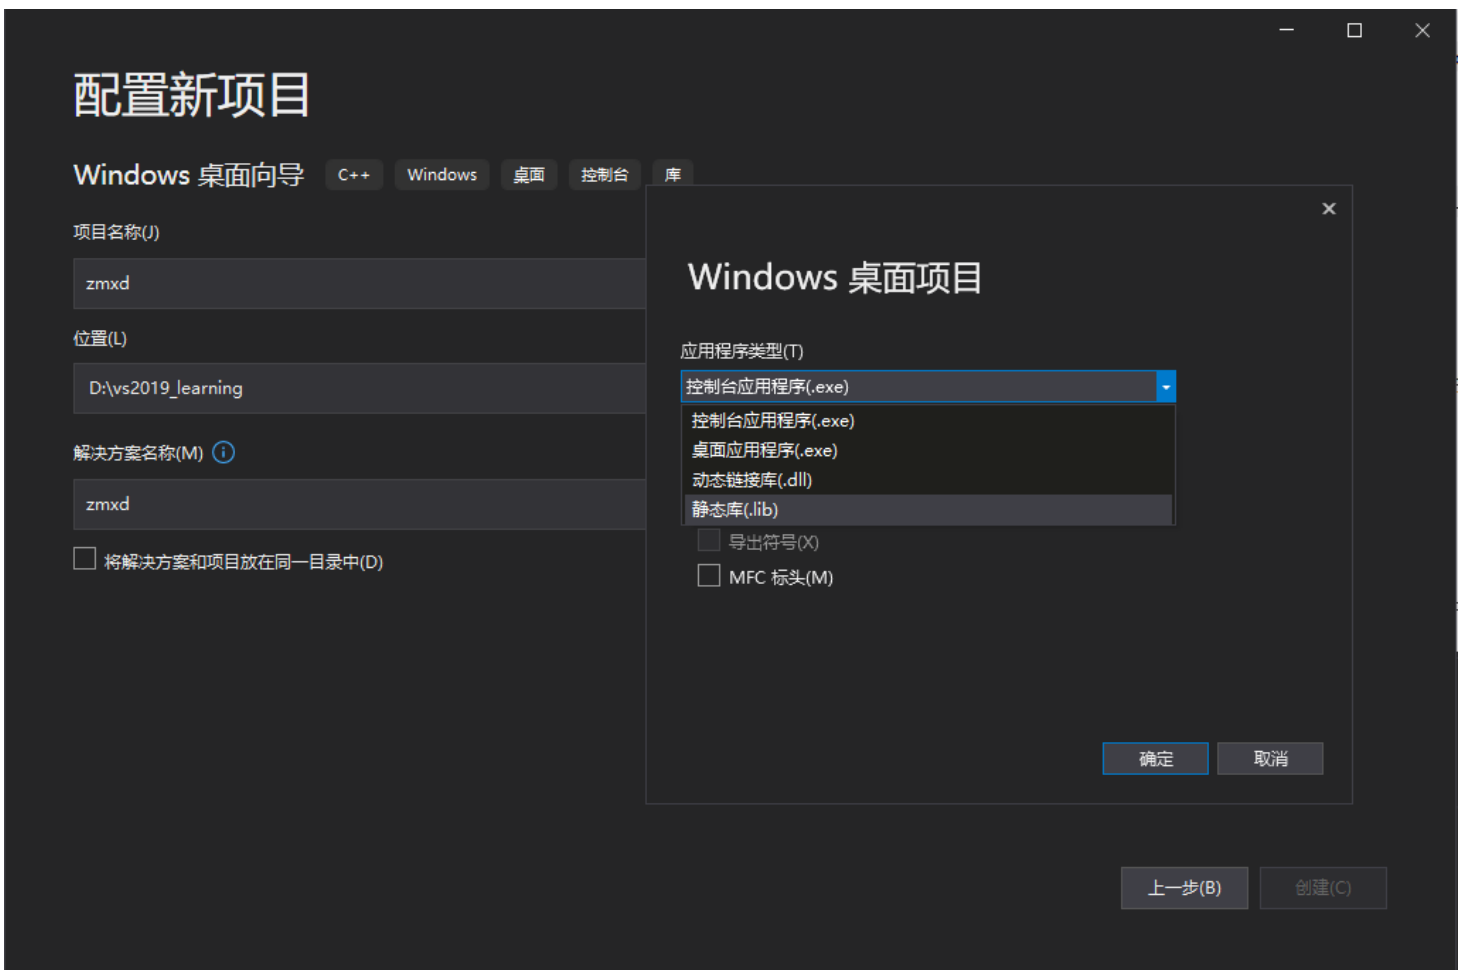 配置新项目
Windows 桌面向导 C++ Windows 桌面 控制台 库
项目名称(J)
zmxd
位置(L)
D:\vs2019_learning
解决方案名称(M)
zmxd
将解决方案和项目放在同一目录中(D)
Windows 桌面项目
应用程序类型(T)
控制台应用程序(.exe)
控制台应用程序(.exe)
桌面应用程序(.exe)
动态链接库(.dll)
静态库(.lib)
导出符号(X)
MFC 标头(M)
确定 取消
上一步(B) 创建(C)